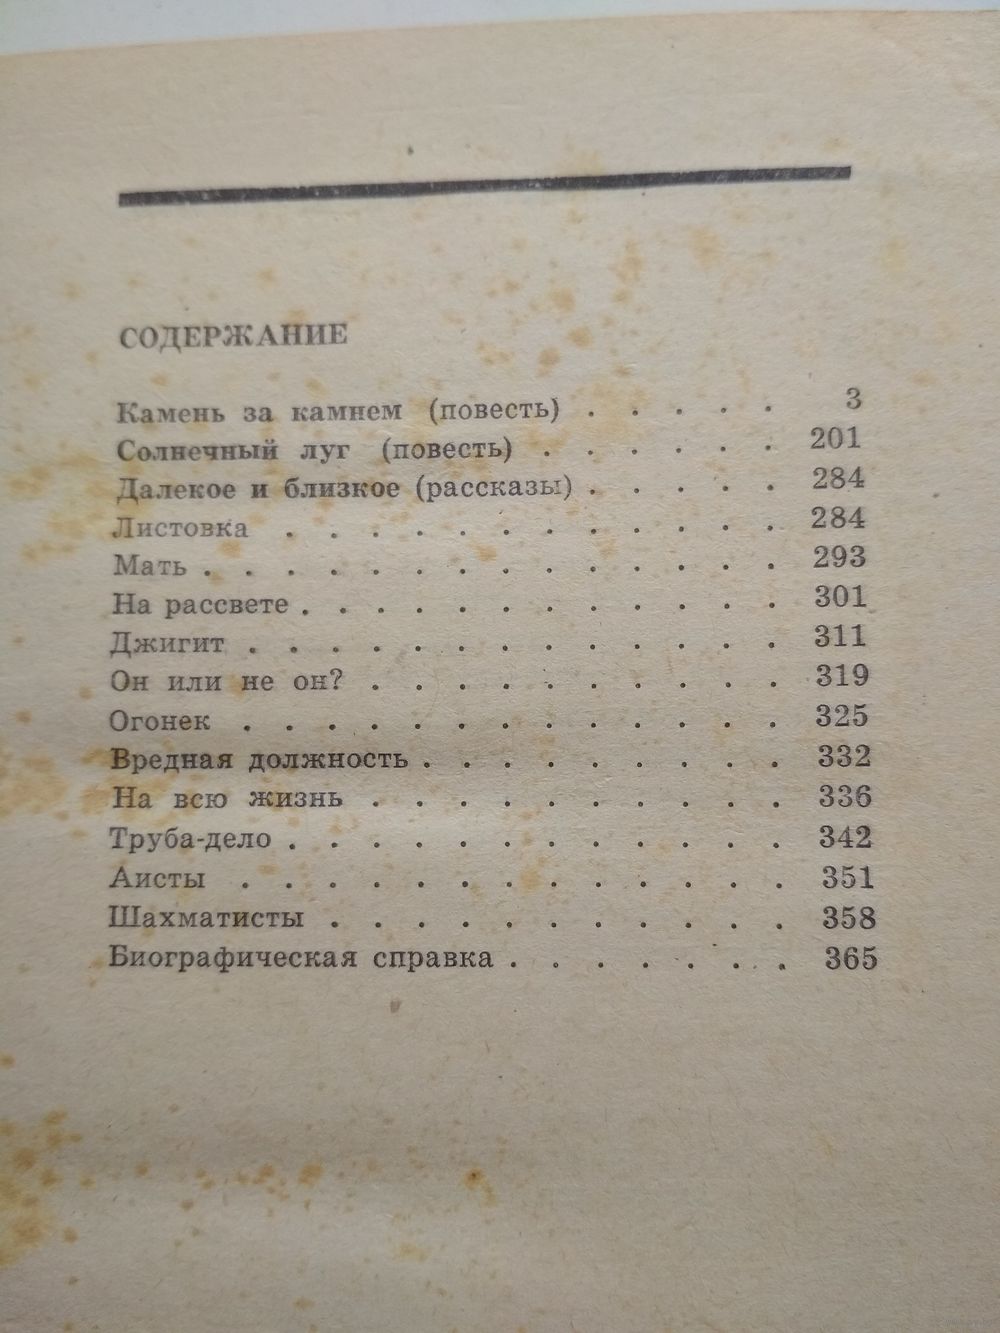 СОДЕРЖАНИЕ
Камень за камнем (повесть) . . . . . 3
Солнечный луг (повесть) . . . . . . 201
Далекое и близкое (рассказы) . . . . . 284
Листовка . . . . . . . . . . . . 284
Мать . . . . . . . . . . . . . . 293
На рассвете . . . . . . . . . . . . 301
Джигит . . . . . . . . . . . . . 311
Он или не он? . . . . . . . . . . 319
Огонек . . . . . . . . . . . . . 325
Вредная должность . . . . . . . . . 332
На всю жизнь . . . . . . . . . . 336
Труба-дело . . . . . . . . . . . . 342
Аисты . . . . . . . . . . . . . 351
Шахматисты . . . . . . . . . . . 358
Биографическая справка . . . . . . . 365